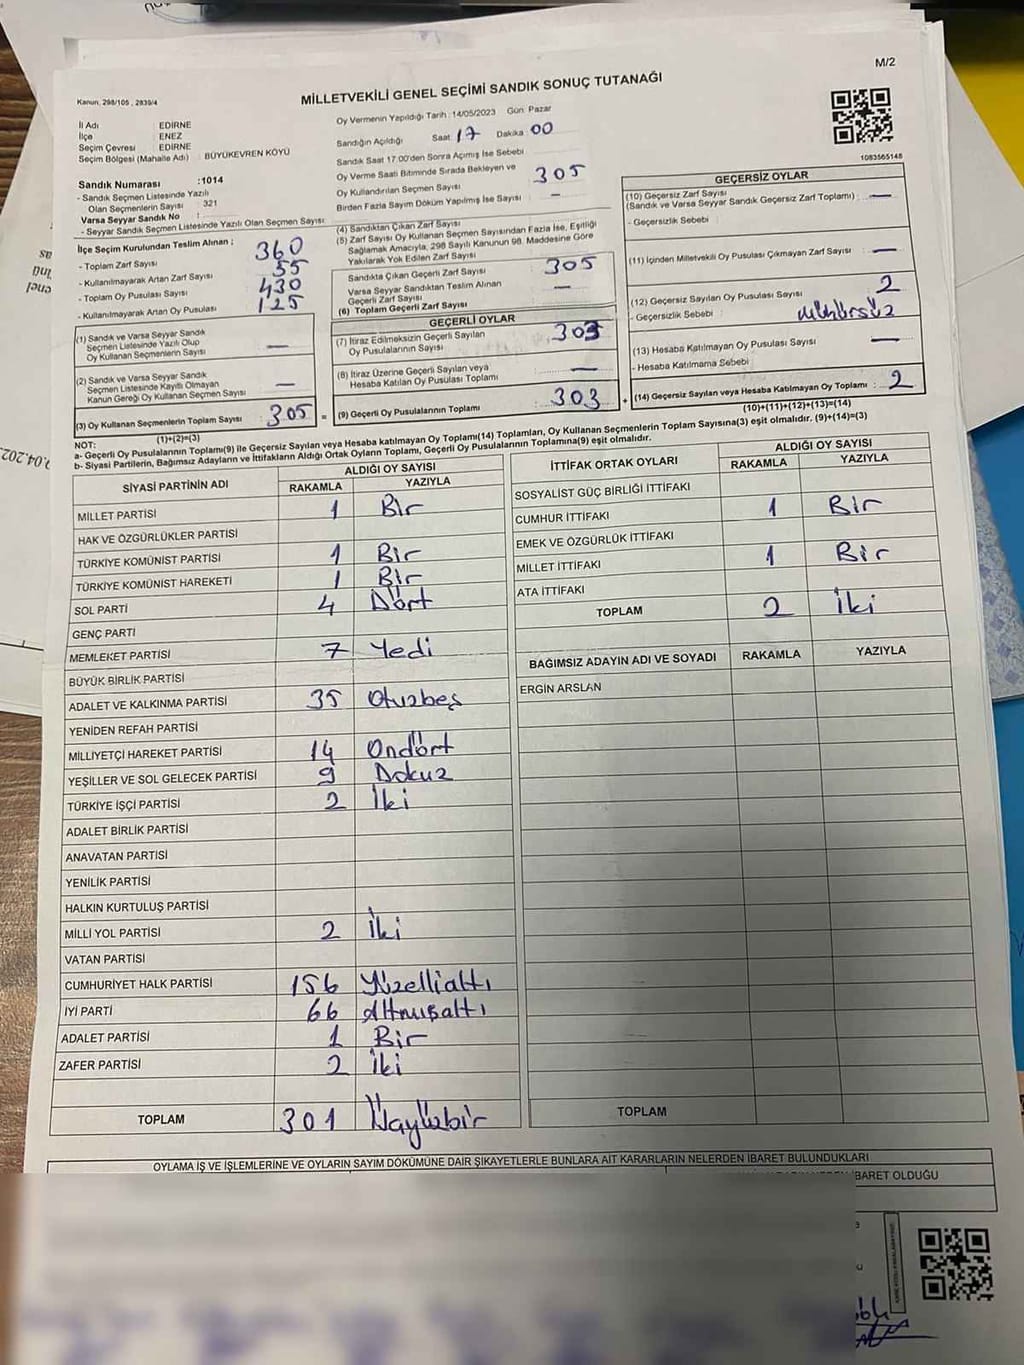 M/2
Kanun, 298/105 , 2839/4
MİLLETVEKİLİ GENEL SEÇİMİ SANDIK SONUÇ TUTANAĞI
İl Adı EDİRNE
İlçe ENEZ
Seçim Çevresi EDİRNE
Seçim Bölgesi (Mahalle Adı) : BÜYÜKEVREN KÖYÜ
Sandık Numarası :1014
- Sandık Seçmen Listesinde Yazılı
Olan Seçmenlerin Sayısı : 321
Varsa Seyyar Sandık No :
- Seyyar Sandık Seçmen Listesinde Yazılı Olan Seçmen Sayısı:
Oy Vermenin Yapıldığı Tarih : 14/05/2023 Gün: Pazar
Sandığın Açıldığı Saat 17 Dakika 00
Sandık Saat 17.00'den Sonra Açımış İse Sebebi
Oy Verme Saati Bitiminde Sırada Bekleyen ve
Oy Kullandırılan Seçmen Sayısı 305
Birden Fazla Sayım Döküm Yapılmış İse Sayısı : —
1083565148
İlçe Seçim Kurulundan Teslim Alınan ;
- Toplam Zarf Sayısı 360
- Kullanılmayarak Artan Zarf Sayısı 55
- Toplam Oy Pusulası Sayısı 430
- Kullanılmayarak Artan Oy Pusulası 125
(1) Sandık ve Varsa Seyyar Sandık
Seçmen Listesinde Yazılı Olup
Oy Kullanan Seçmenlerin Sayısı —
(2) Sandık ve Varsa Seyyar Sandık
Seçmen Listesinde Kayıtlı Olmayan
Kanun Gereği Oy Kullanan Seçmen Sayısı —
(3) Oy Kullanan Seçmenlerin Toplam Sayısı : 305 =
(1)+(2)=(3)
(4) Sandıktan Çıkan Zarf Sayısı
(5) Zarf Sayısı Oy Kullanan Seçmen Sayısından Fazla İse, Eşitliği
Sağlamak Amacıyla, 298 Sayılı Kanunun 98. Maddesine Göre
Yakılarak Yok Edilen Zarf Sayısı
Sandıkta Çıkan Geçerli Zarf Sayısı 305
Varsa Seyyar Sandıktan Teslim Alınan
Geçerli Zarf Sayısı —
(6) Toplam Geçerli Zarf Sayısı
GEÇERLİ OYLAR
(7) İtiraz Edilmeksizin Geçerli Sayılan
Oy Pusulalarının Sayısı 303
(8) İtiraz Üzerine Geçerli Sayılan veya
Hesaba Katılan Oy Pusulası Toplamı —
(9) Geçerli Oy Pusulalarının Toplamı 303 +
GEÇERSİZ OYLAR
(10) Geçersiz Zarf Sayısı
(Sandık ve Varsa Seyyar Sandık Geçersiz Zarf Toplamı) : —
- Geçersizlik Sebebi :
(11) İçinden Milletvekili Oy Pusulası Çıkmayan Zarf Sayısı : —
(12) Geçersiz Sayılan Oy Pusulası Sayısı : 2
- Geçersizlik Sebebi : Mühürsüz
(13) Hesaba Katılmayan Oy Pusulası Sayısı : —
- Hesaba Katılmama Sebebi :
(14) Geçersiz Sayılan veya Hesaba Katılmayan Oy Toplamı : 2
(10)+(11)+(12)+(13)=(14)
NOT:
a- Geçerli Oy Pusulalarının Toplamı(9) ile Geçersiz Sayılan veya Hesaba katılmayan Oy Toplamı(14) Toplamları, Oy Kullanan Seçmenlerin Toplam Sayısına(3) eşit olmalıdır. (9)+(14)=(3)
b- Siyasi Partilerin, Bağımsız Adayların ve İttifakların Aldığı Ortak Oyların Toplamı, Geçerli Oy Pusulalarının Toplamına(9) eşit olmalıdır.
SİYASİ PARTİNİN ADI ALDIĞI OY SAYISI
RAKAMLA YAZIYLA
MİLLET PARTİSİ 1 Bir
HAK VE ÖZGÜRLÜKLER PARTİSİ
TÜRKİYE KOMÜNİST PARTİSİ 1 Bir
TÜRKİYE KOMÜNİST HAREKETİ 1 Bir
SOL PARTİ 4 Dört
GENÇ PARTİ
MEMLEKET PARTİSİ 7 Yedi
BÜYÜK BİRLİK PARTİSİ
ADALET VE KALKINMA PARTİSİ 35 Otuzbeş
YENİDEN REFAH PARTİSİ
MİLLİYETÇİ HAREKET PARTİSİ 14 Ondört
YEŞİLLER VE SOL GELECEK PARTİSİ 9 Dokuz
TÜRKİYE İŞÇİ PARTİSİ 2 İki
ADALET BİRLİK PARTİSİ
ANAVATAN PARTİSİ
YENİLİK PARTİSİ
HALKIN KURTULUŞ PARTİSİ
MİLLİ YOL PARTİSİ 2 İki
VATAN PARTİSİ
CUMHURİYET HALK PARTİSİ 156 Yüzellialtı
İYİ PARTİ 66 Altmışaltı
ADALET PARTİSİ 1 Bir
ZAFER PARTİSİ 2 İki
TOPLAM 301 Üçyüzbir
İTTİFAK ORTAK OYLARI ALDIĞI OY SAYISI
RAKAMLA YAZIYLA
SOSYALİST GÜÇ BİRLİĞİ İTTİFAKI
CUMHUR İTTİFAKI 1 Bir
EMEK VE ÖZGÜRLÜK İTTİFAKI
MİLLET İTTİFAKI 1 Bir
ATA İTTİFAKI
TOPLAM 2 İki
BAĞIMSIZ ADAYIN ADI VE SOYADI RAKAMLA YAZIYLA
ERGİN ARSLAN
TOPLAM
OYLAMA İŞ VE İŞLEMLERİNE VE OYLARIN SAYIM DÖKÜMÜNE DAİR ŞİKAYETLERLE BUNLARA AİT KARARLARIN NELERDEN İBARET BULUNDUKLARI
BARET OLDUĞU